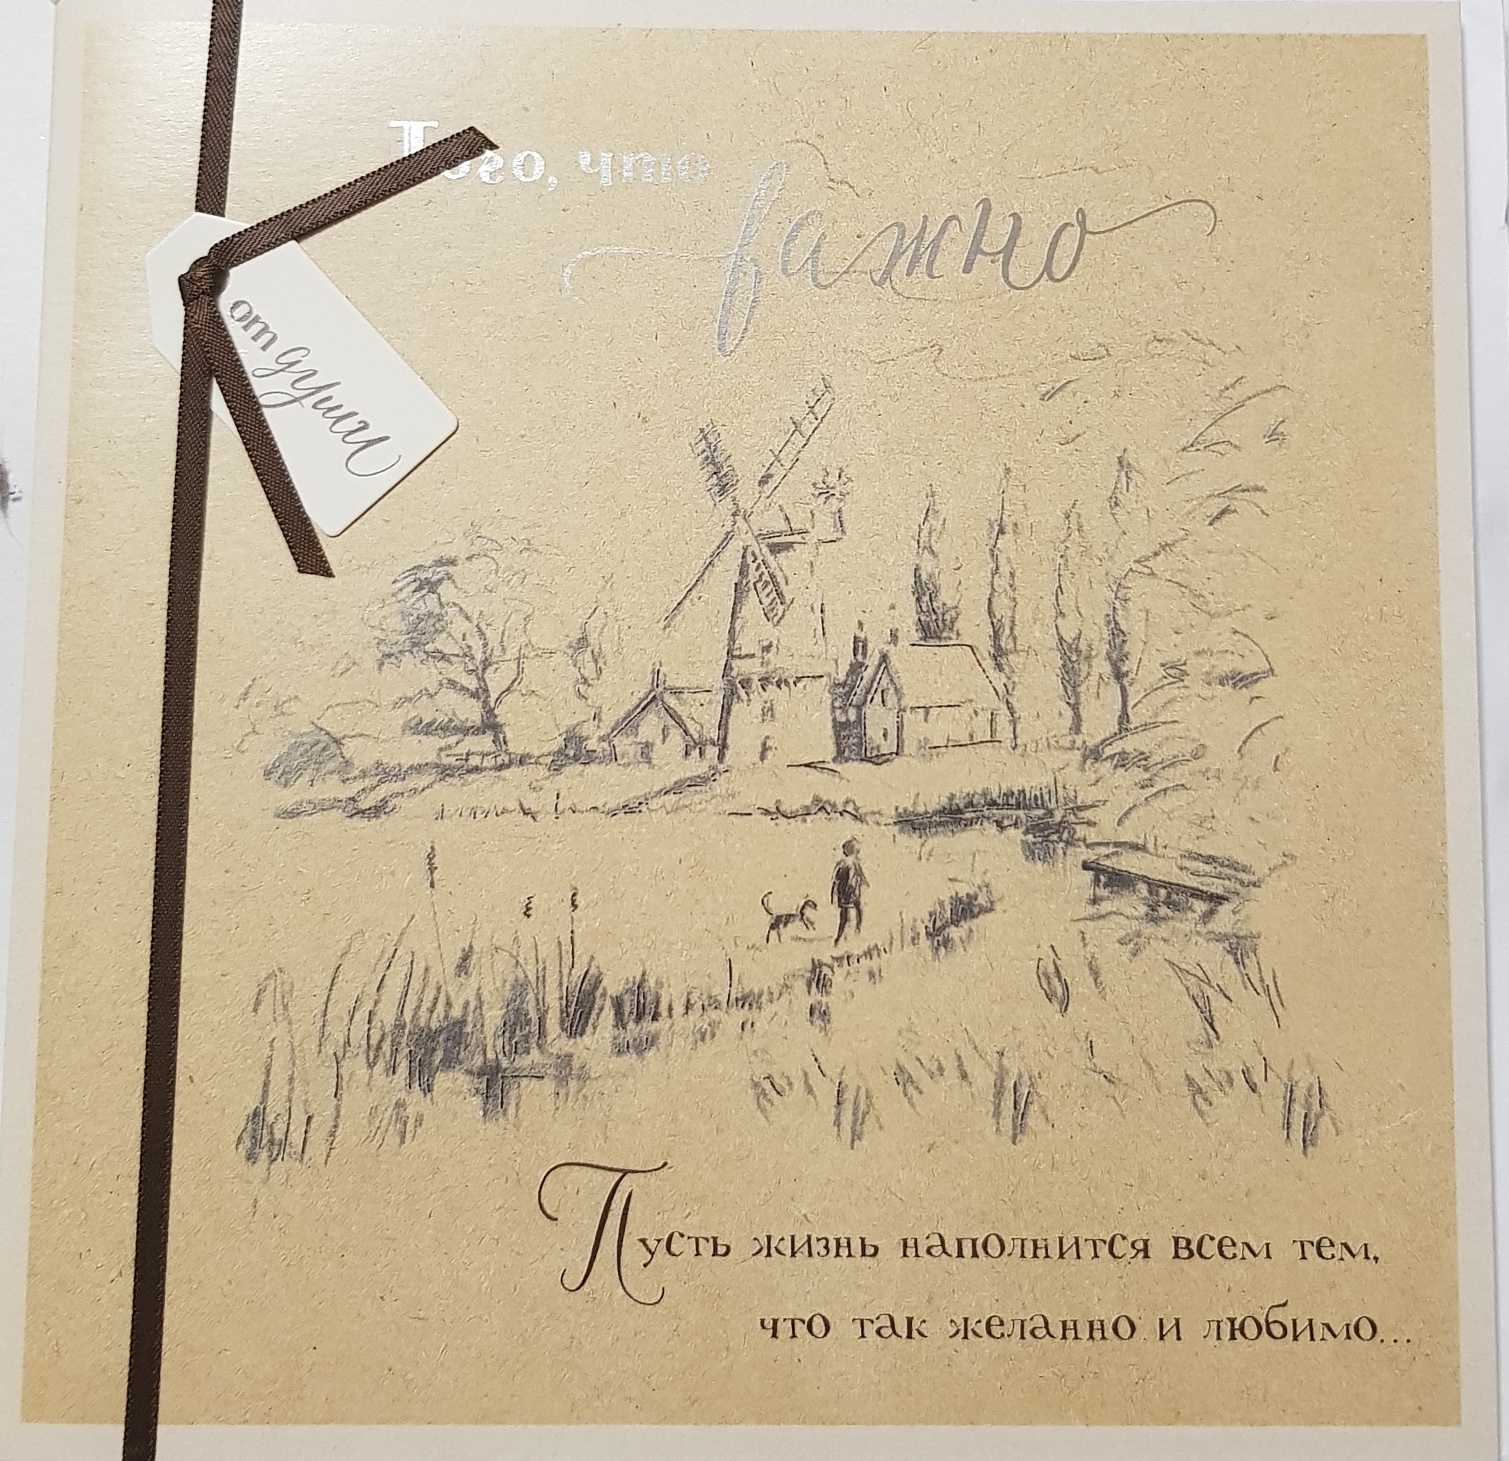 Того, что
важно
от души
Пусть жизнь наполнится всем тем,
что так желанно и любимо...